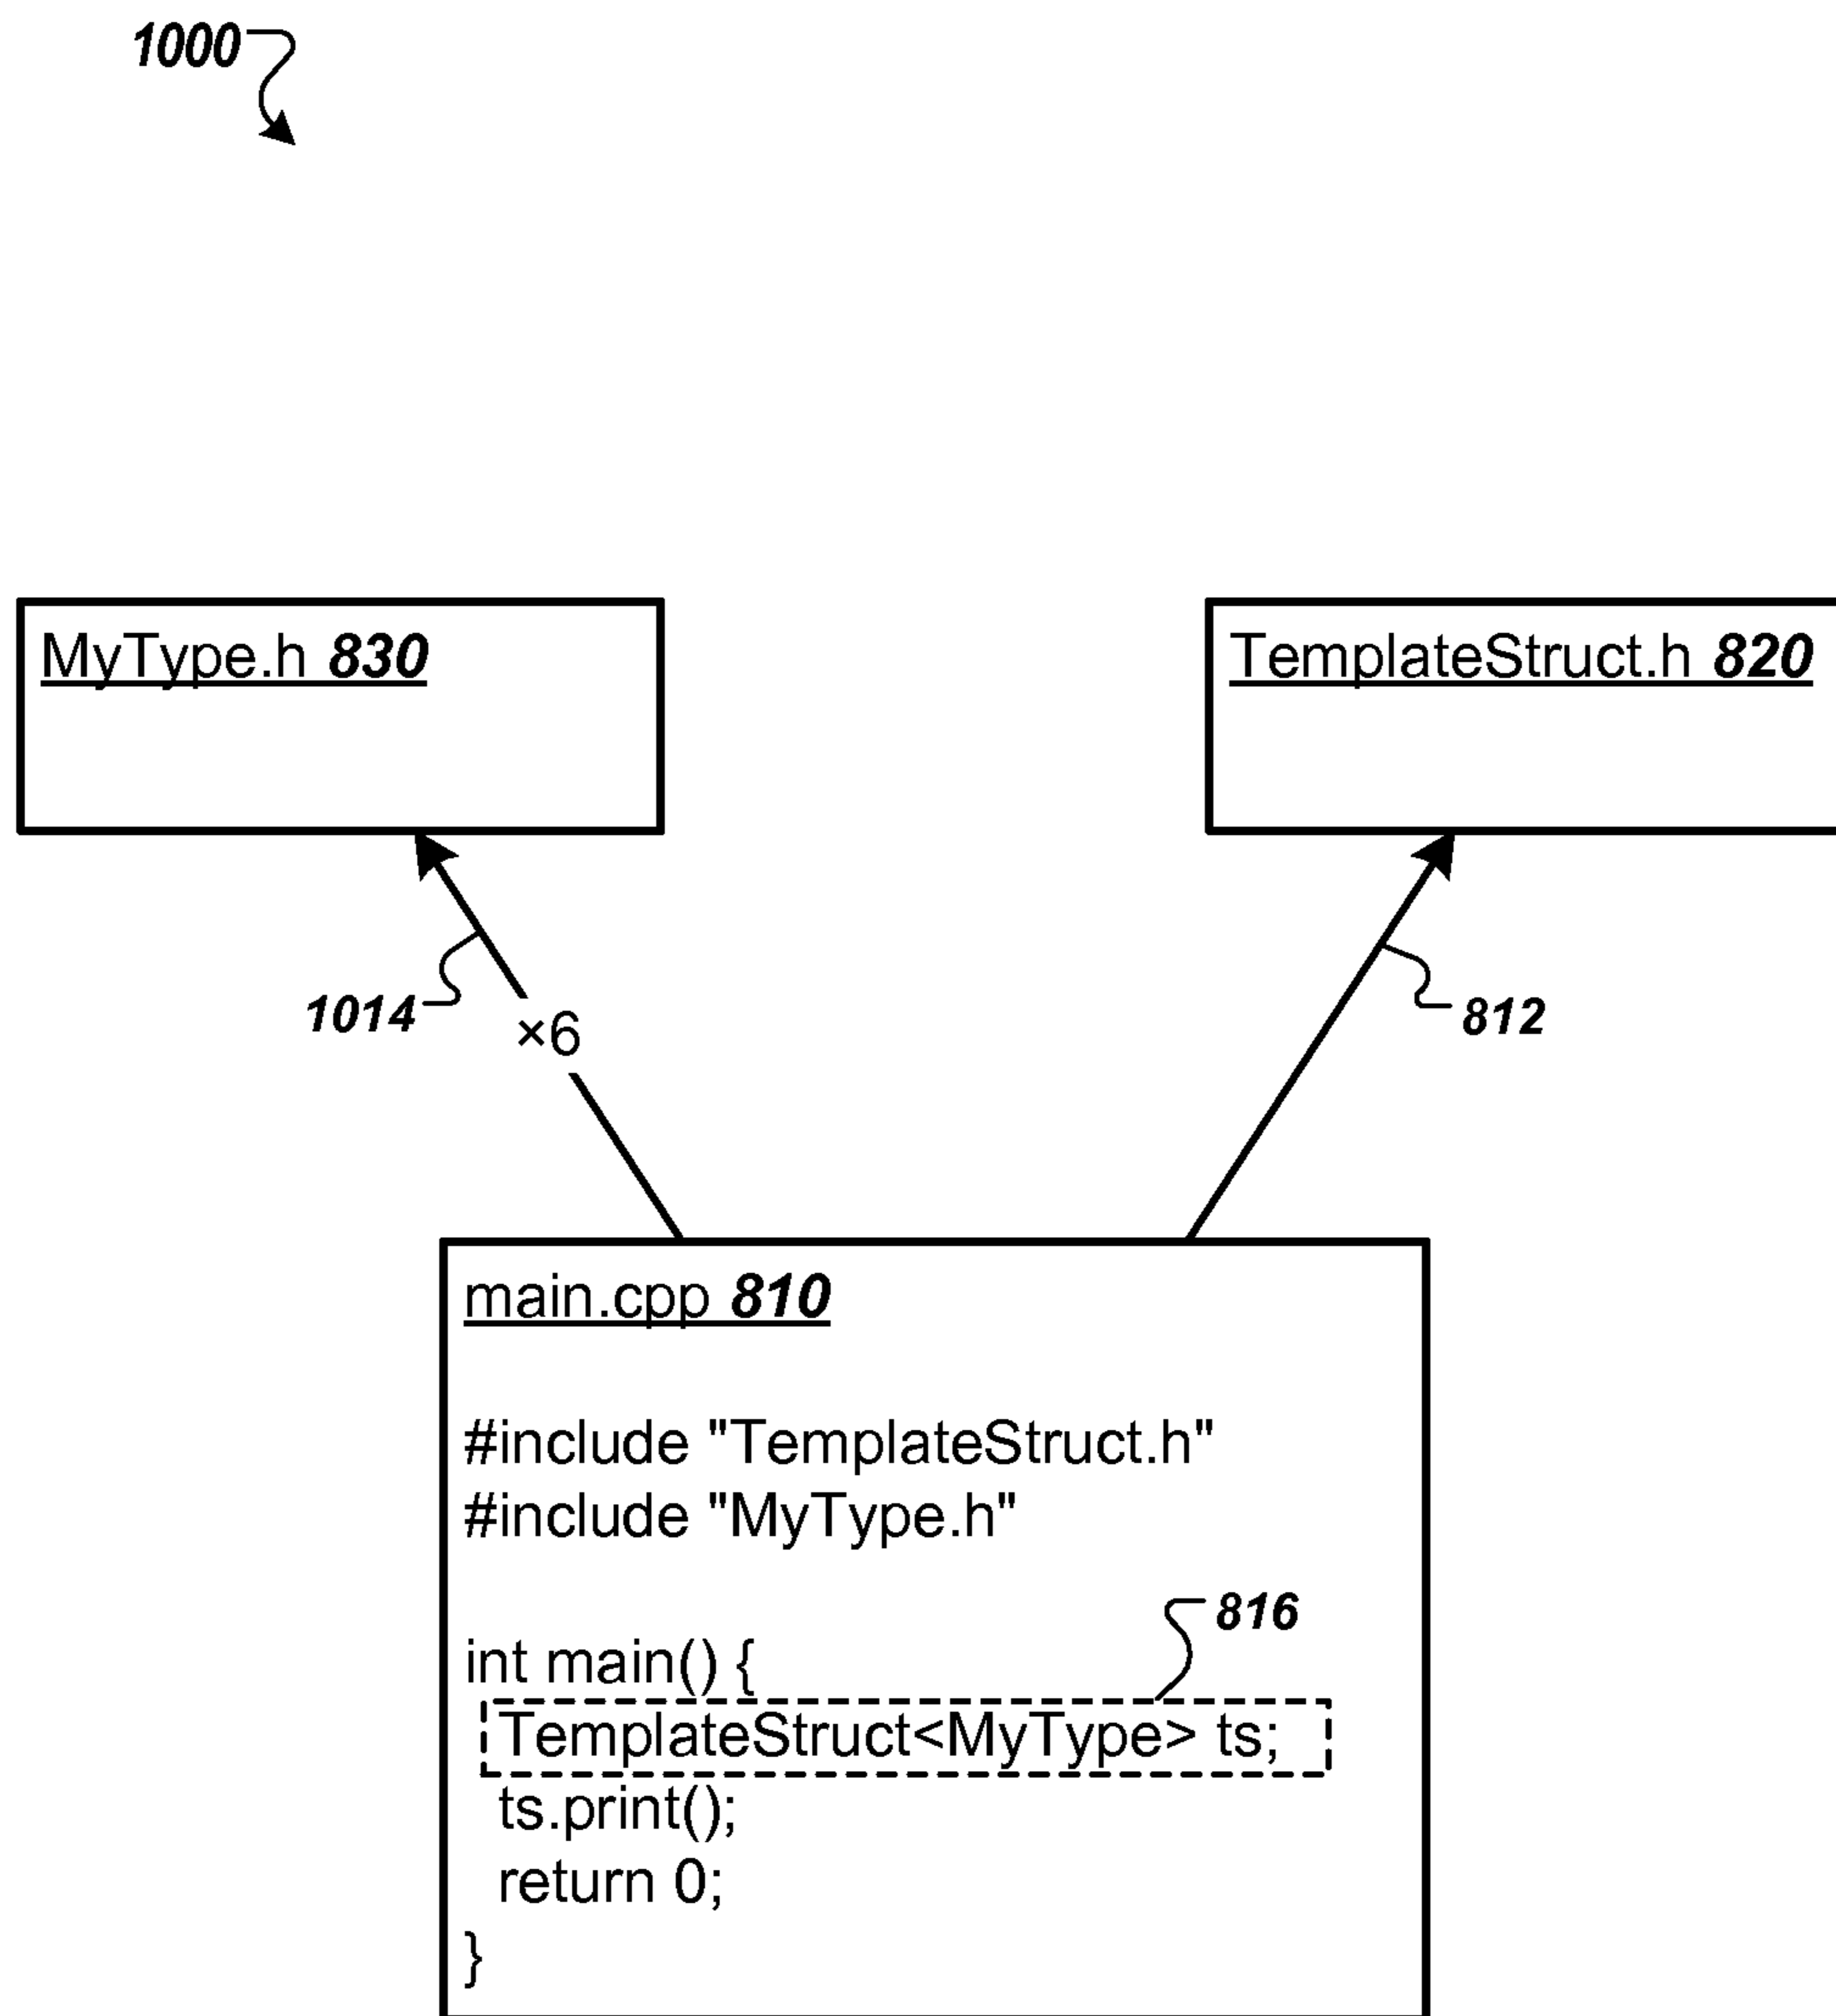 1000
MyType.h 830
TemplateStruct.h 820
1014
×6
812
main.cpp 810
#include "TemplateStruct.h"
#include "MyType.h"
816
int main() {
TemplateStruct<MyType> ts;
ts.print();
return 0;
}